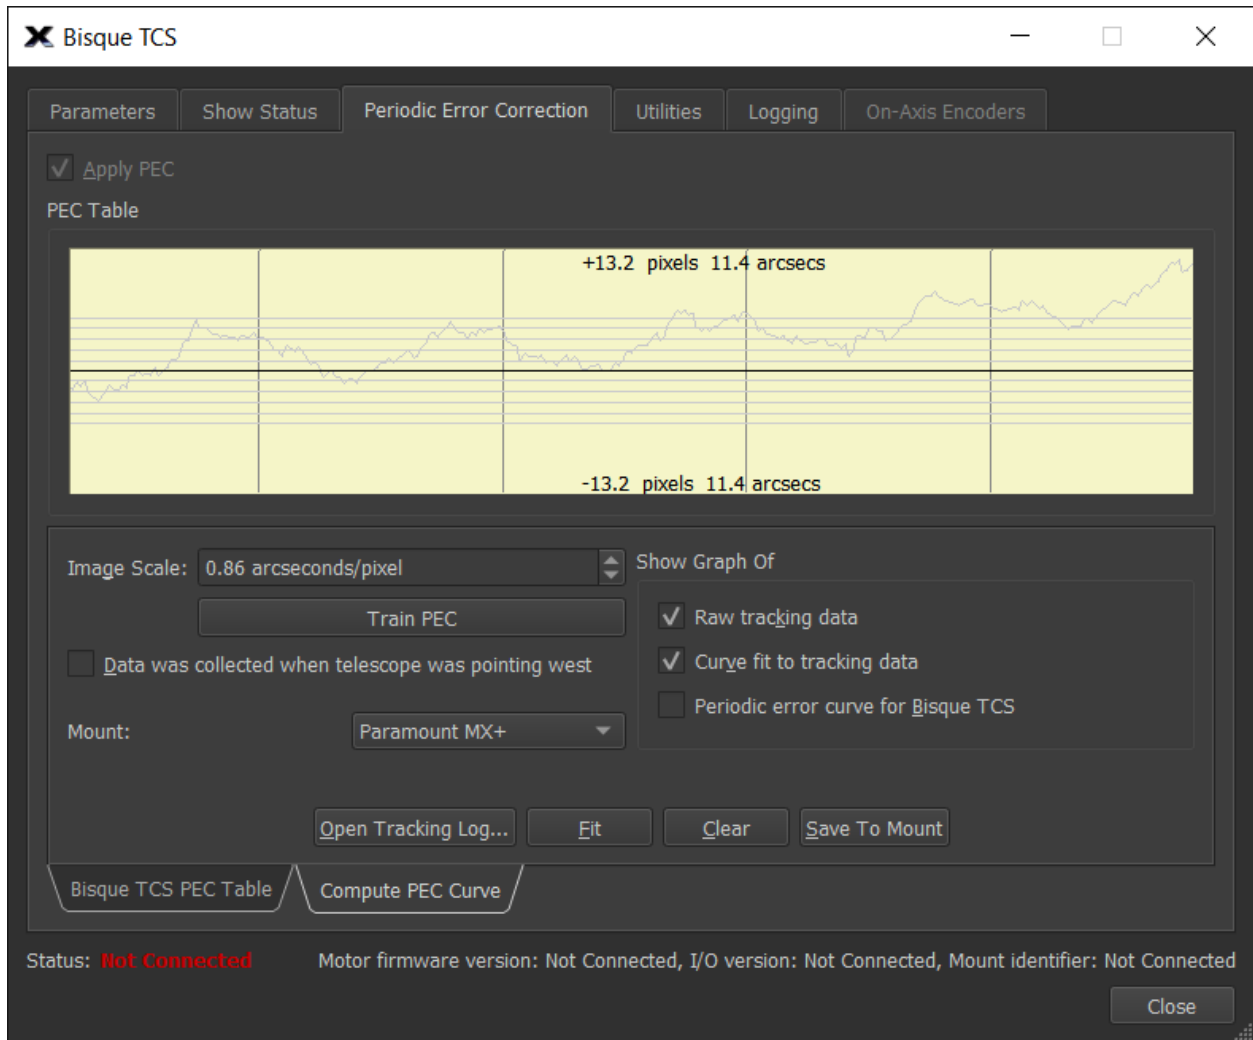 Bisque TCS
Parameters Show Status Periodic Error Correction Utilities Logging On-Axis Encoders
Apply PEC
PEC Table
+13.2 pixels 11.4 arcsecs
-13.2 pixels 11.4 arcsecs
Image Scale: 0.86 arcseconds/pixel Show Graph Of
Train PEC Raw tracking data
Data was collected when telescope was pointing west Curve fit to tracking data
Periodic error curve for Bisque TCS
Mount: Paramount MX+
Open Tracking Log... Fit Clear Save To Mount
Bisque TCS PEC Table Compute PEC Curve
Status: Not Connected Motor firmware version: Not Connected, I/O version: Not Connected, Mount identifier: Not Connected
Close